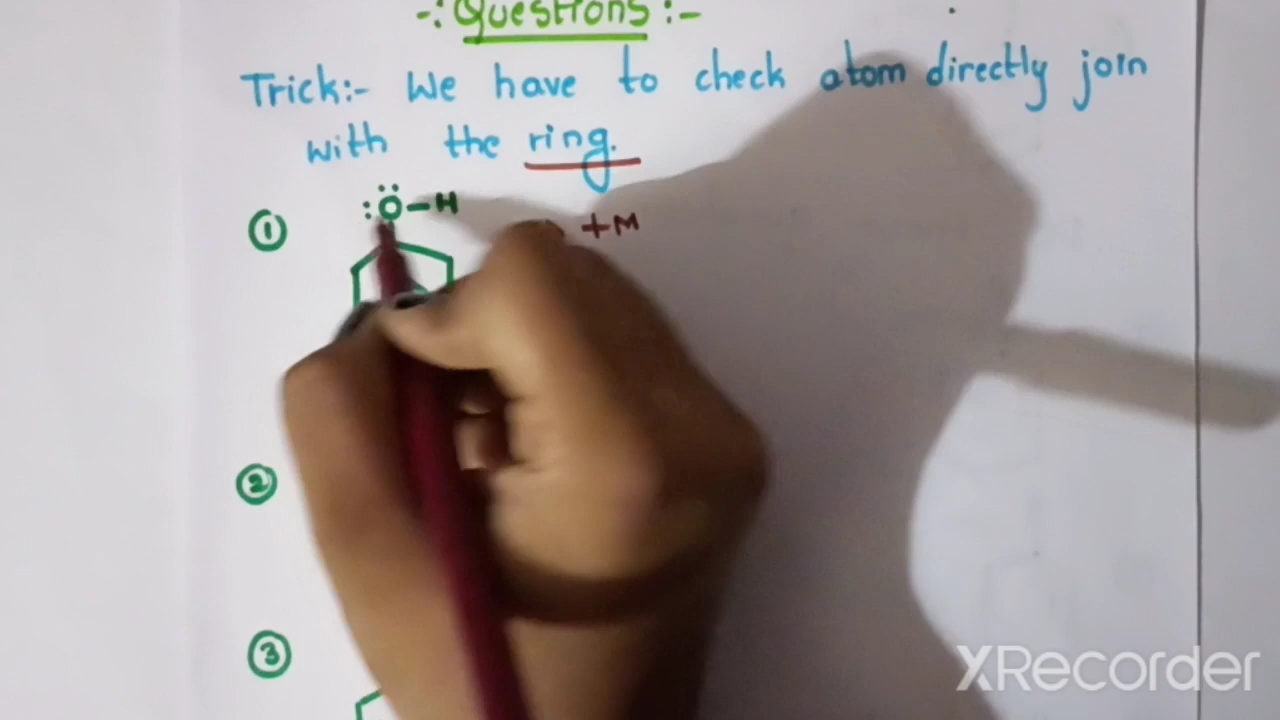 -: Questions :-
Trick:- We have to check atom directly join
with the ring.
① :Ö-H +M
②
③
XRecorder